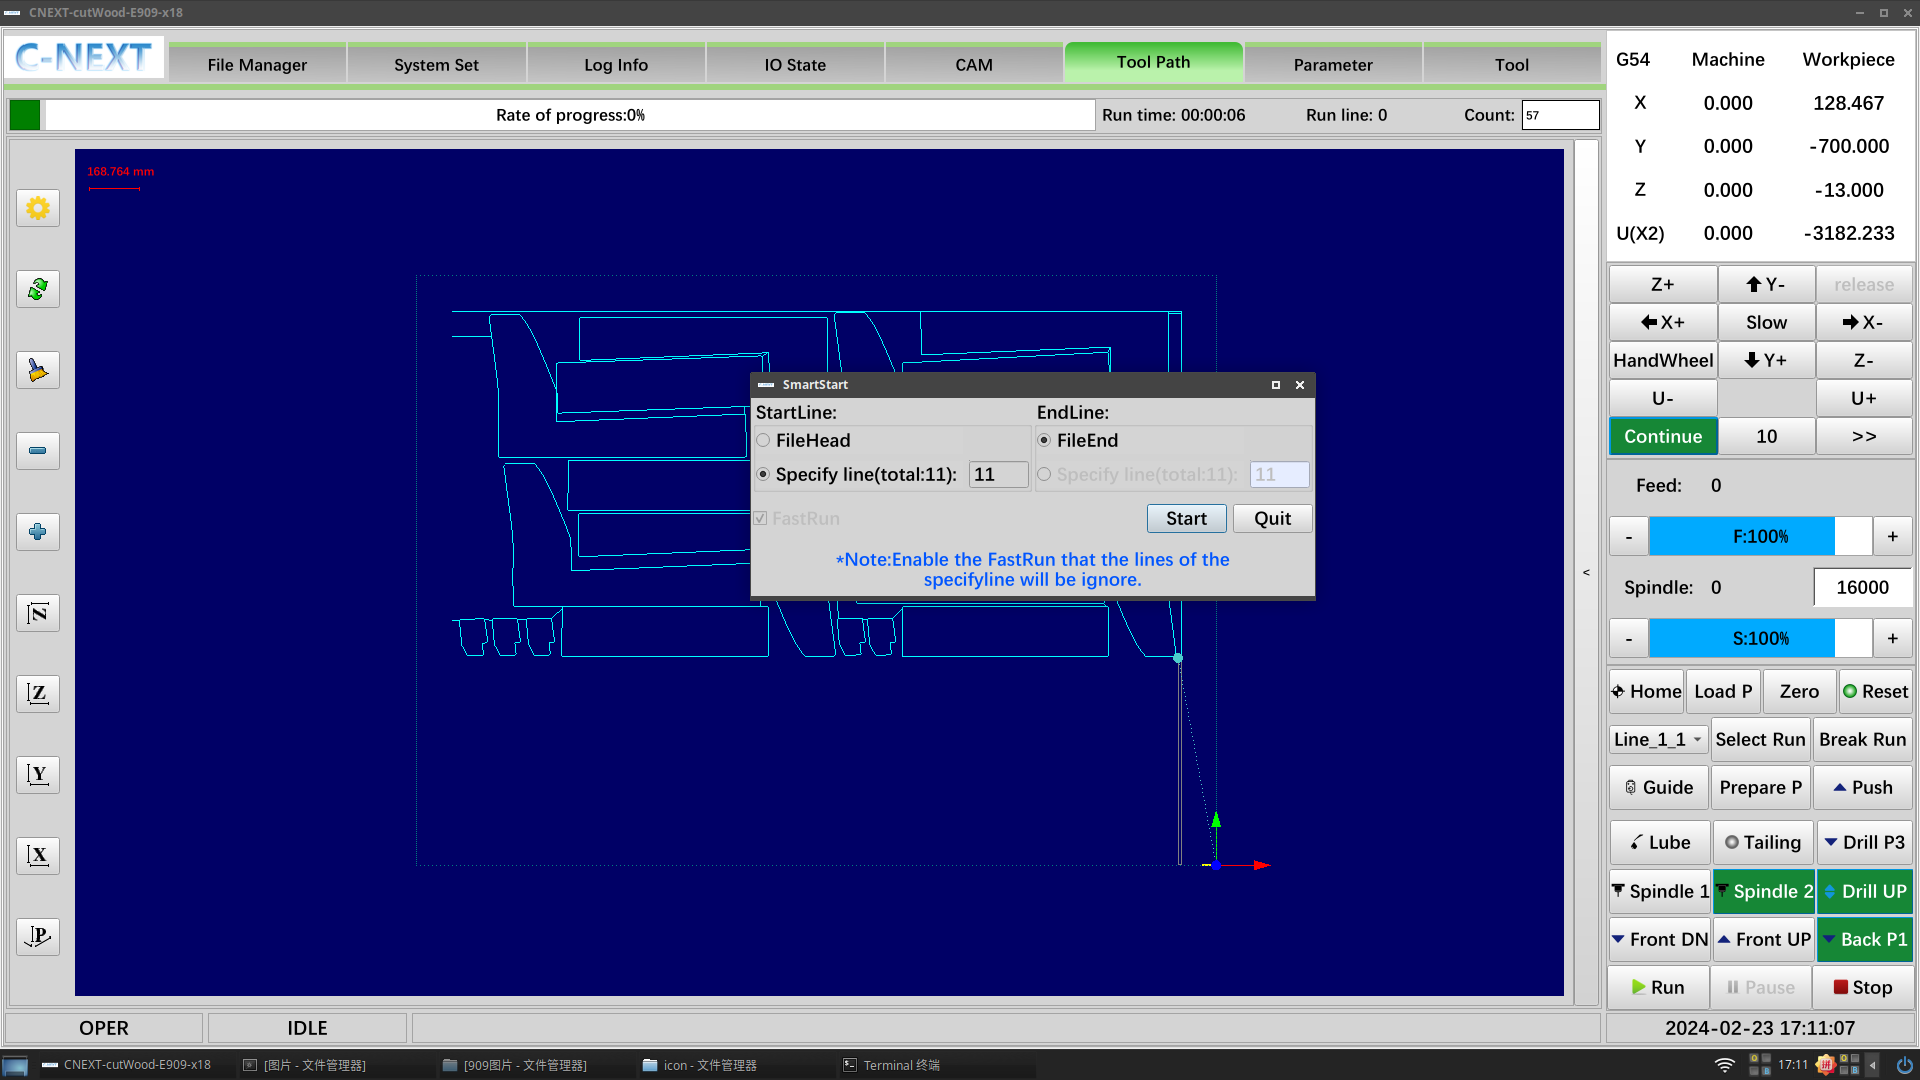 CNEXT-cutWood-E909-x18
C-NEXT
File Manager
System Set
Log Info
IO State
CAM
Tool Path
Parameter
Tool
Rate of progress:0%
Run time: 00:00:06
Run line: 0
Count: 57
168.764 mm
G54 Machine Workpiece
X 0.000 128.467
Y 0.000 -700.000
Z 0.000 -13.000
U(X2) 0.000 -3182.233
Z+ Y- release
X+ Slow X-
HandWheel Y+ Z-
U- U+
Continue 10 >>
Feed: 0
- F:100% +
Spindle: 0 16000
- S:100% +
Home Load P Zero Reset
Line_1_1 Select Run Break Run
Guide Prepare P Push
Lube Tailing Drill P3
Spindle 1 Spindle 2 Drill UP
Front DN Front UP Back P1
Run Pause Stop
<
N
Z
Y
X
P
SmartStart
StartLine: EndLine:
FileHead FileEnd
Specify line(total:11): 11 Specify line(total:11): 11
FastRun Start Quit
*Note:Enable the FastRun that the lines of the
specifyline will be ignore.
OPER IDLE
2024-02-23 17:11:07
CNEXT-cutWood-E909-x18
[图片 - 文件管理器]
[909图片 - 文件管理器]
icon - 文件管理器
Terminal 终端
17:11
拼